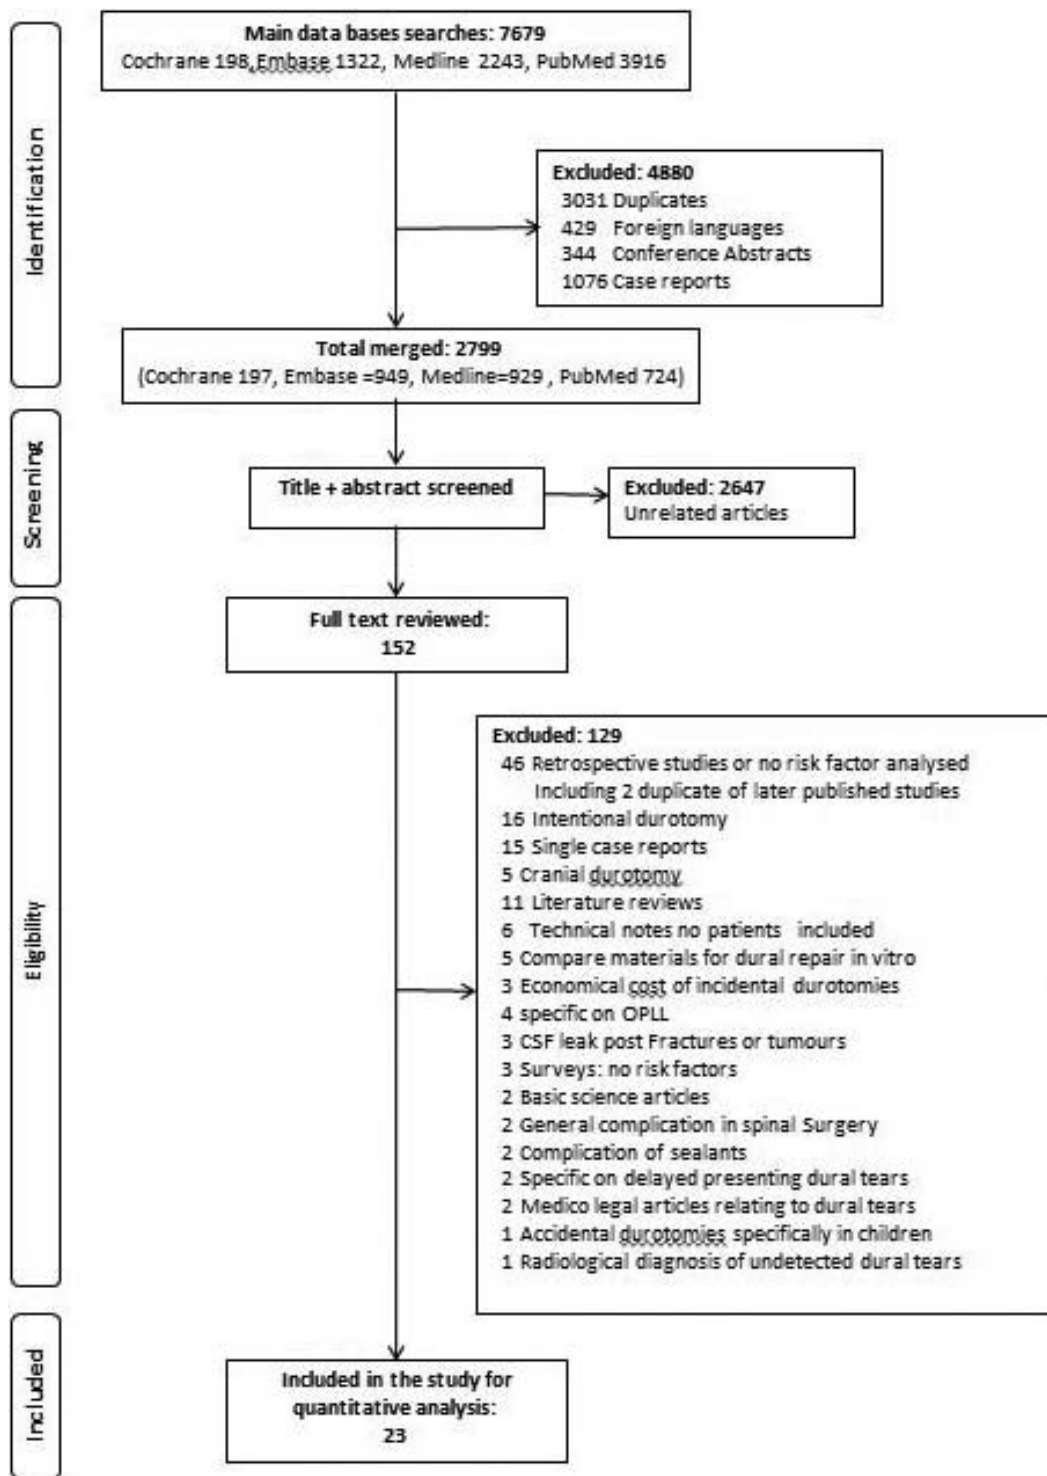 Identification
Main data bases searches: 7679
Cochrane 198,Embase 1322, Medline 2243, PubMed 3916
Excluded: 4880
3031 Duplicates
429 Foreign languages
344 Conference Abstracts
1076 Case reports
Total merged: 2799
(Cochrane 197, Embase =949, Medline=929 , PubMed 724)
Screening
Title + abstract screened
Excluded: 2647
Unrelated articles
Eligibility
Full text reviewed:
152
Excluded: 129
46 Retrospective studies or no risk factor analysed
Including 2 duplicate of later published studies
16 Intentional durotomy
15 Single case reports
5 Cranial durotomy
11 Literature reviews
6 Technical notes no patients included
5 Compare materials for dural repair in vitro
3 Economical cost of incidental durotomies
4 specific on OPLL
3 CSF leak post Fractures or tumours
3 Surveys: no risk factors
2 Basic science articles
2 General complication in spinal Surgery
2 Complication of sealants
2 Specific on delayed presenting dural tears
2 Medico legal articles relating to dural tears
1 Accidental durotomies specifically in children
1 Radiological diagnosis of undetected dural tears
Included
Included in the study for
quantitative analysis:
23